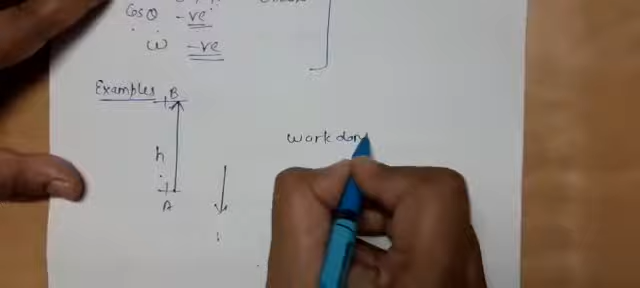 Cos θ -ve
ω -ve
Examples B
h
A
Work don